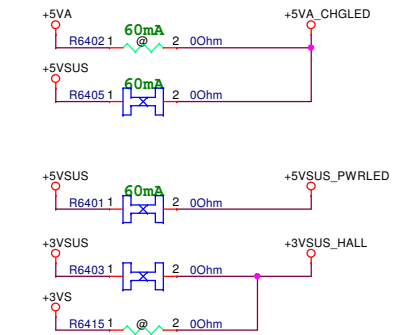 +5VA +5VA_CHGLED
60mA
R6402 1 @ 2 0Ohm
+5VSUS
60mA
R6405 1 2 0Ohm
+5VSUS +5VSUS_PWRLED
60mA
R6401 1 2 0Ohm
+3VSUS +3VSUS_HALL
R6403 1 2 0Ohm
+3VS
R6415 1 @ 2 0Ohm